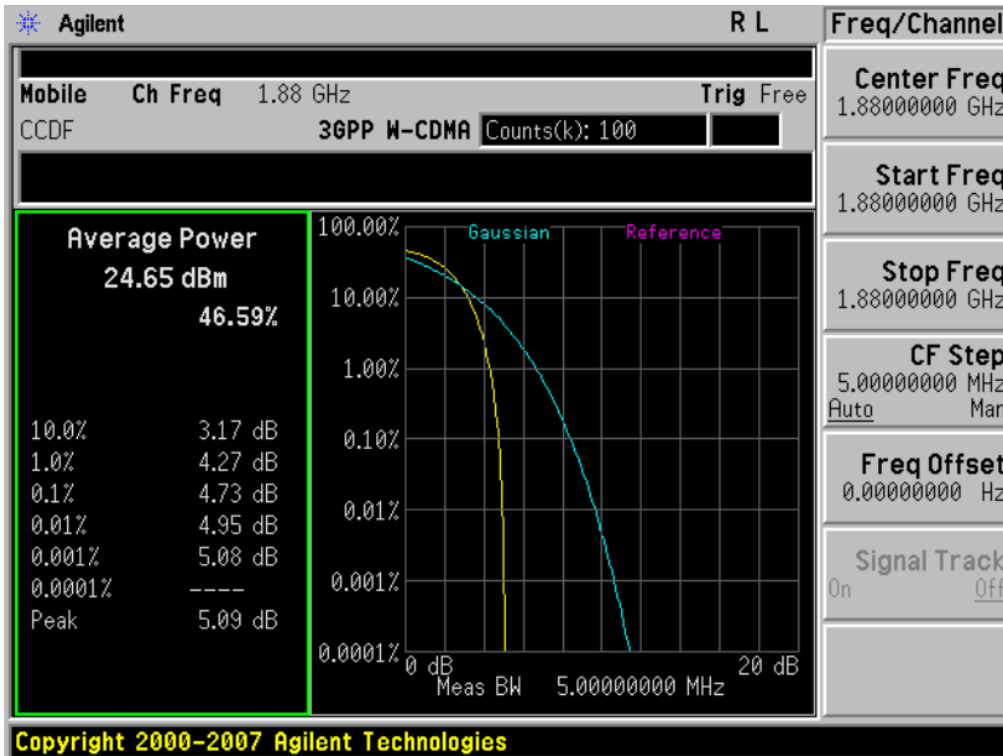 Agilent R L Freq/Channel
Mobile Ch Freq 1.88 GHz Trig Free
CCDF 3GPP W-CDMA Counts(k): 100
Average Power
24.65 dBm
46.59%
10.0% 3.17 dB
1.0% 4.27 dB
0.1% 4.73 dB
0.01% 4.95 dB
0.001% 5.08 dB
0.0001% ----
Peak 5.09 dB
Gaussian Reference
100.00%
10.00%
1.00%
0.10%
0.01%
0.001%
0.0001%
0 dB 20 dB
Meas BW 5.00000000 MHz
Center Freq
1.88000000 GHz
Start Freq
1.88000000 GHz
Stop Freq
1.88000000 GHz
CF Step
5.00000000 MHz
Auto Man
Freq Offset
0.00000000 Hz
Signal Track
On Off
Copyright 2000-2007 Agilent Technologies